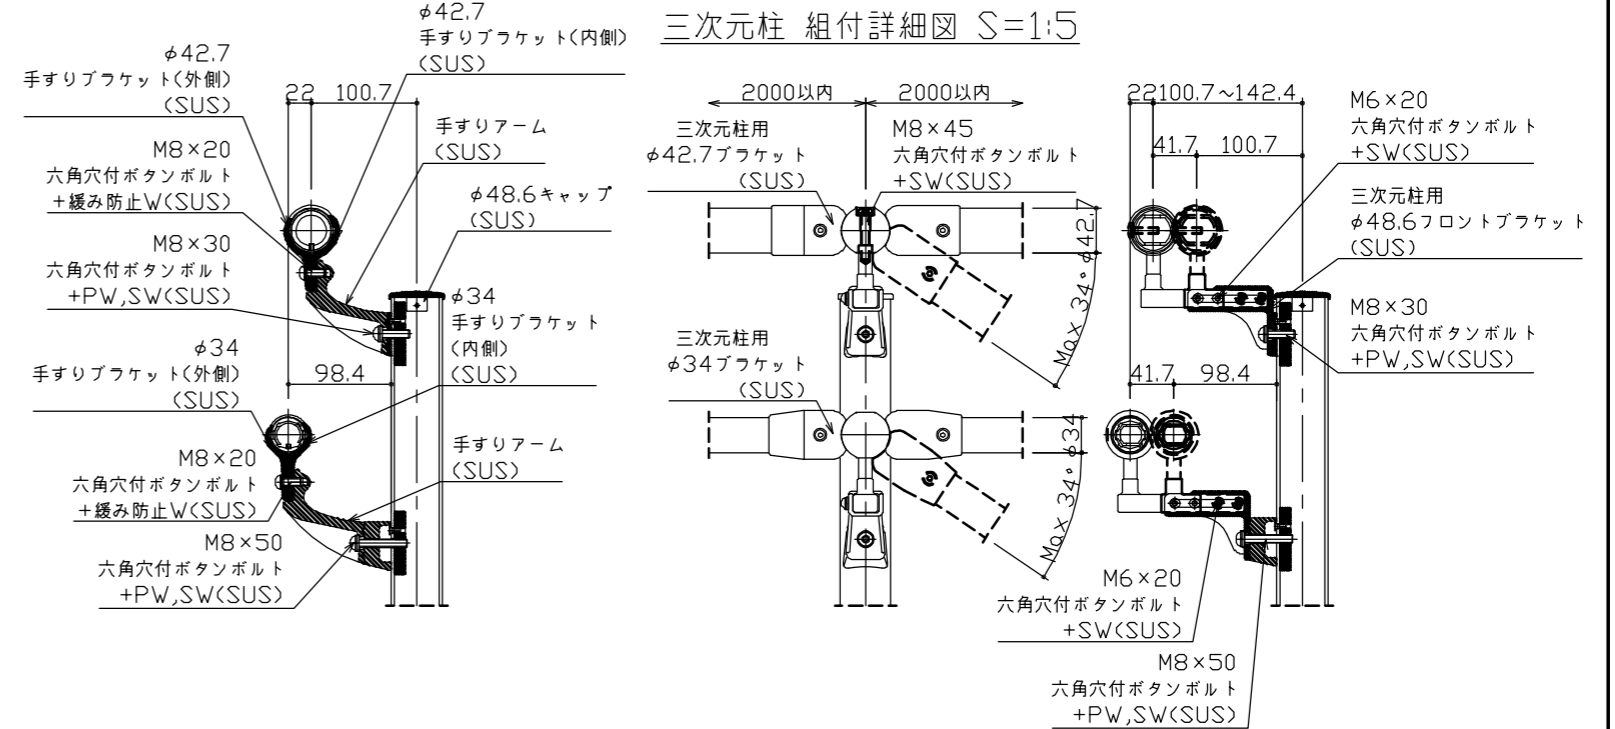 三次元柱 組付詳細図 S=1:5
φ42.7
手すりブラケット(内側)
(SUS)
φ42.7
手すりブラケット(外側)
(SUS)
22
100.7
手すりアーム
(SUS)
M8×20
六角穴付ボタンボルト
+緩み防止W(SUS)
φ48.6キャップ
(SUS)
M8×30
六角穴付ボタンボルト
+PW,SW(SUS)
φ34
手すりブラケット
(内側)
(SUS)
φ34
手すりブラケット(外側)
(SUS)
98.4
手すりアーム
(SUS)
M8×20
六角穴付ボタンボルト
+緩み防止W(SUS)
M8×50
六角穴付ボタンボルト
+PW,SW(SUS)
2000以内
2000以内
三次元柱用
φ42.7ブラケット
(SUS)
M8×45
六角穴付ボタンボルト
+SW(SUS)
φ42.7
Max 34°
三次元柱用
φ34ブラケット
(SUS)
φ34
Max 34°
22
100.7~142.4
41.7
100.7
M6×20
六角穴付ボタンボルト
+SW(SUS)
三次元柱用
φ48.6フロントブラケット
(SUS)
M8×30
六角穴付ボタンボルト
+PW,SW(SUS)
41.7
98.4
M6×20
六角穴付ボタンボルト
+SW(SUS)
M8×50
六角穴付ボタンボルト
+PW,SW(SUS)